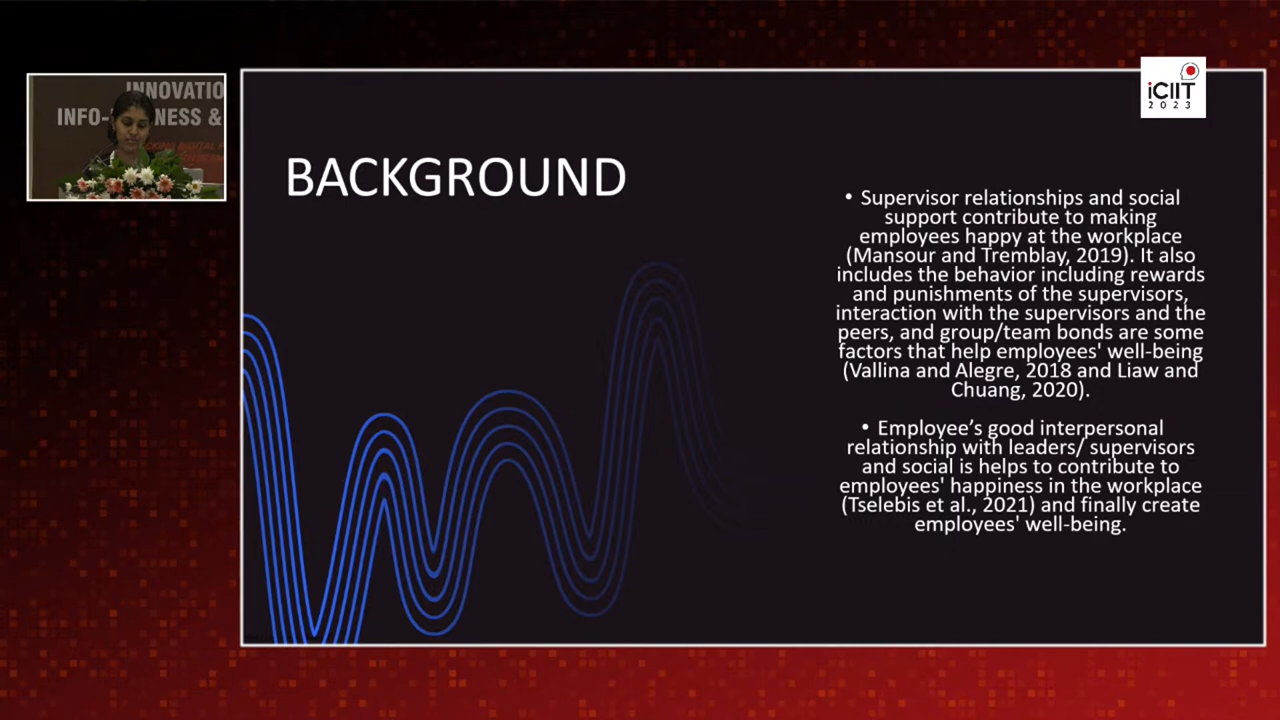 INNOVATIO
INFO-
NESS &
iCIIT
2023
BACKGROUND
• Supervisor relationships and social
support contribute to making
employees happy at the workplace
(Mansour and Tremblay, 2019). It also
includes the behavior including rewards
and punishments of the supervisors,
interaction with the supervisors and the
peers, and group/team bonds are some
factors that help employees' well-being
(Vallina and Alegre, 2018 and Liaw and
Chuang, 2020).
• Employee's good interpersonal
relationship with leaders/ supervisors
and social is helps to contribute to
employees' happiness in the workplace
(Tselebis et al., 2021) and finally create
employees' well-being.